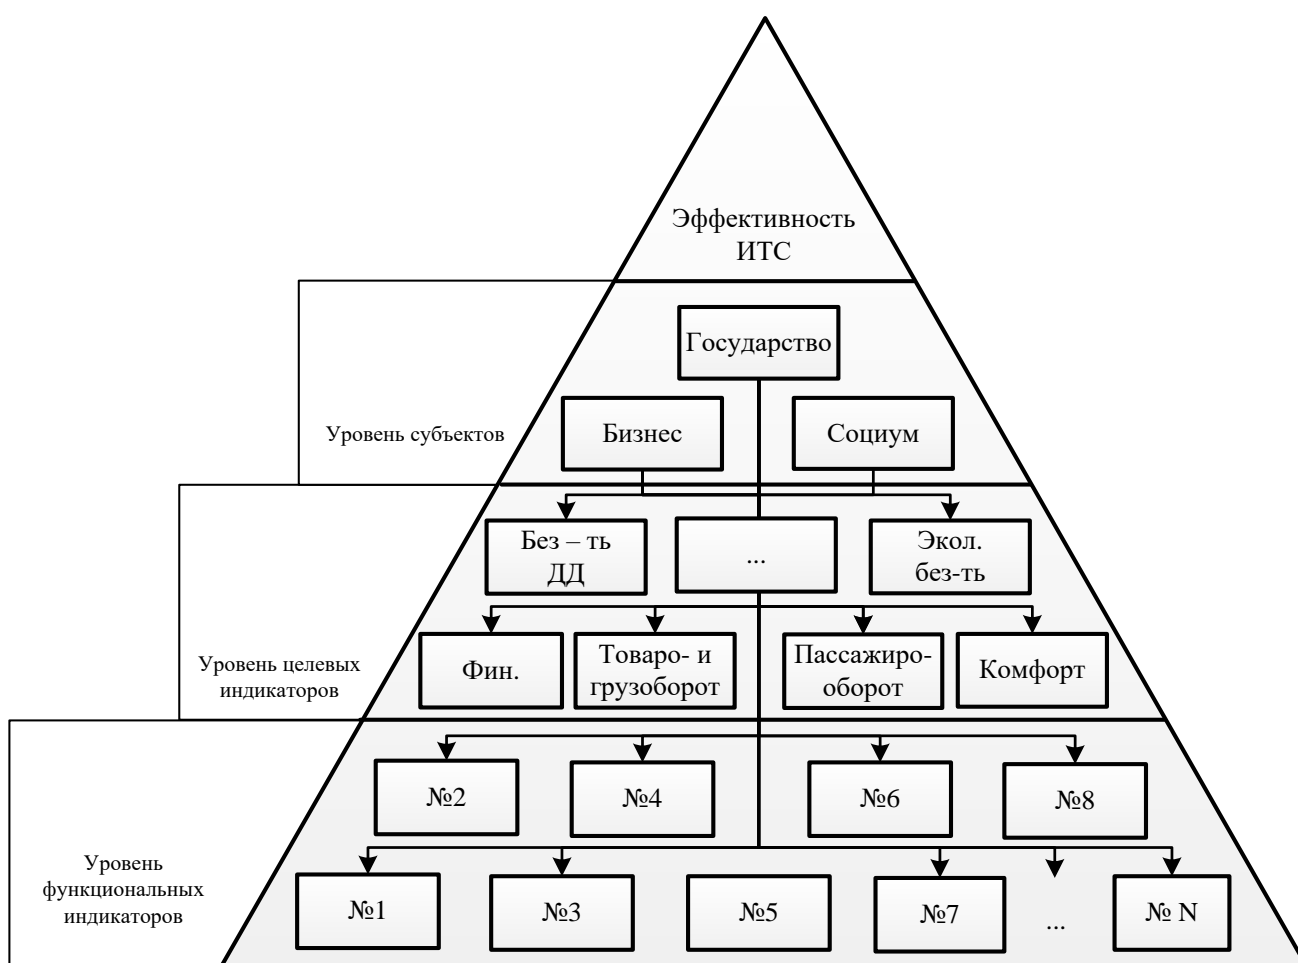 Эффективность
ИТС
Государство
Уровень субъектов
Бизнес
Социум
Без – ть
ДД
...
Экол.
без-ть
Уровень целевых
индикаторов
Фин.
Товаро- и
грузоборот
Пассажиро-
оборот
Комфорт
№2
№4
№6
№8
Уровень
функциональных
индикаторов
№1
№3
№5
№7
...
№ N